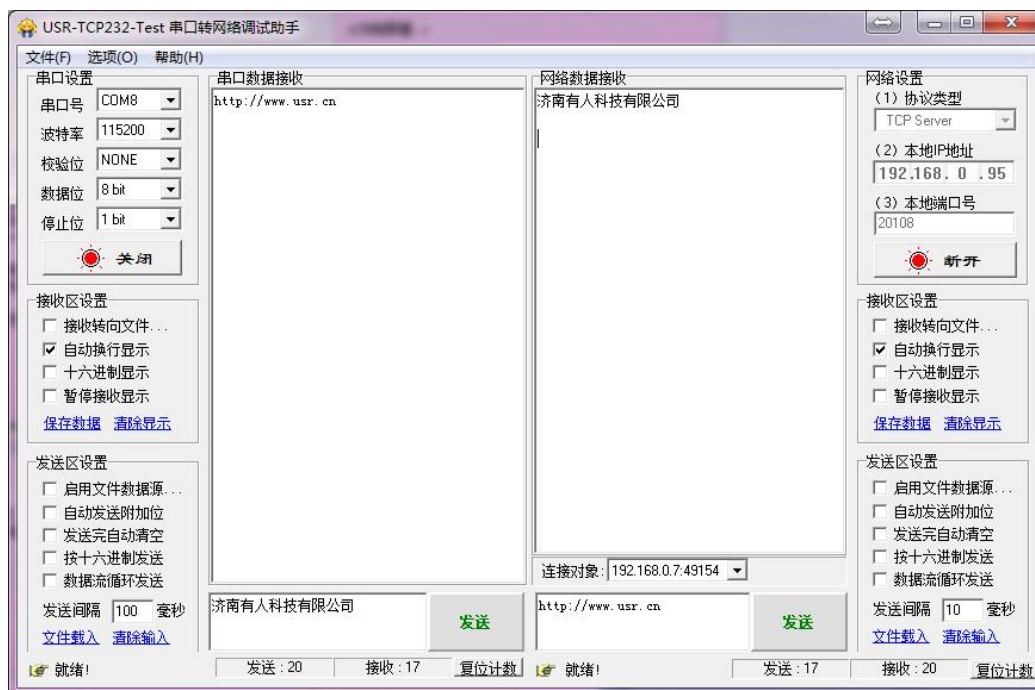 USR-TCP232-Test 串口转网络调试助手
文件(F) 选项(O) 帮助(H)
串口设置
串口号 COM8
波特率 115200
校验位 NONE
数据位 8 bit
停止位 1 bit
关闭
接收区设置
接收转向文件...
自动换行显示
十六进制显示
暂停接收显示
保存数据 清除显示
发送区设置
启用文件数据源...
自动发送附加位
发送完自动清空
按十六进制发送
数据流循环发送
发送间隔 100 毫秒
文件载入 清除输入
串口数据接收
http://www.usr.cn
济南有人科技有限公司
发送
网络数据接收
济南有人科技有限公司
连接对象: 192.168.0.7:49154
http://www.usr.cn
发送
网络设置
(1) 协议类型
TCP Server
(2) 本地IP地址
192.168. 0 .95
(3) 本地端口号
20108
断开
接收区设置
接收转向文件...
自动换行显示
十六进制显示
暂停接收显示
保存数据 清除显示
发送区设置
启用文件数据源...
自动发送附加位
发送完自动清空
按十六进制发送
数据流循环发送
发送间隔 10 毫秒
文件载入 清除输入
就绪! 发送 : 20 接收 : 17 复位计数
就绪! 发送 : 17 接收 : 20 复位计数